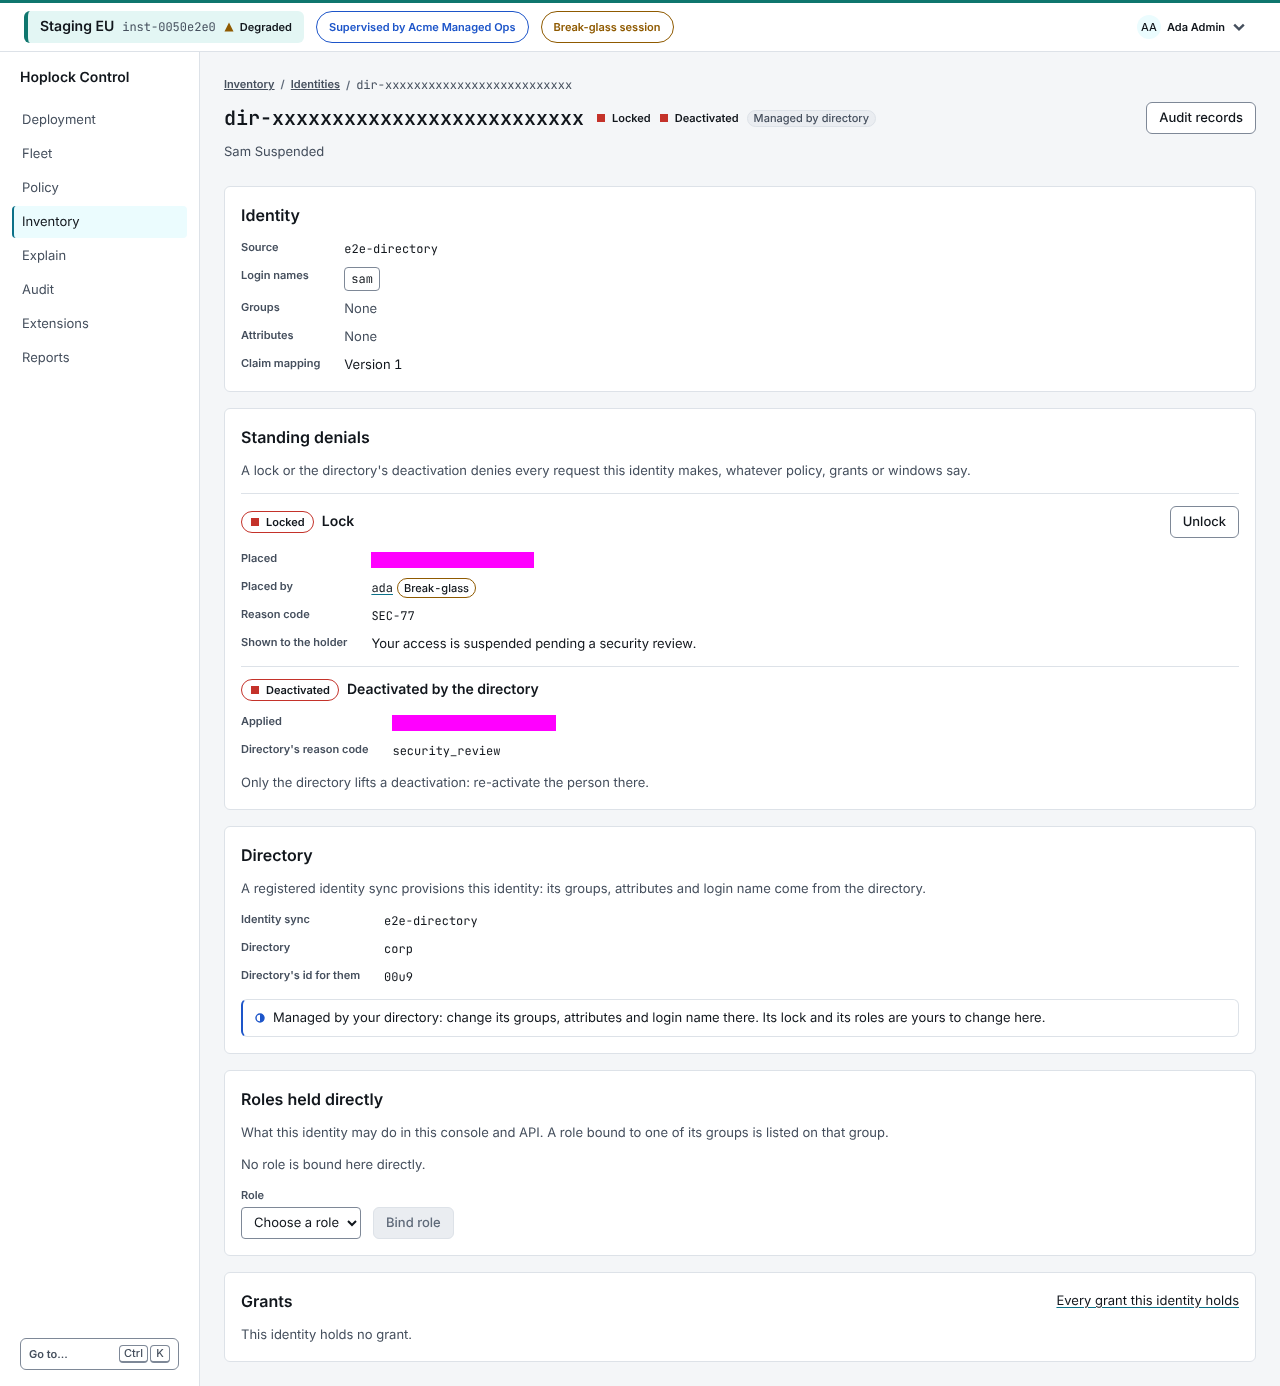 Staging EU inst-0050e2e0 Degraded
Supervised by Acme Managed Ops
Break-glass session
AA Ada Admin
Hoplock Control
Deployment
Fleet
Policy
Inventory
Explain
Audit
Extensions
Reports
Go to... Ctrl K
Inventory / Identities / dir-xxxxxxxxxxxxxxxxxxxxxxxxxx
dir-xxxxxxxxxxxxxxxxxxxxxxxxxx Locked Deactivated Managed by directory
Audit records
Sam Suspended
Identity
Source e2e-directory
Login names sam
Groups None
Attributes None
Claim mapping Version 1
Standing denials
A lock or the directory's deactivation denies every request this identity makes, whatever policy, grants or windows say.
Locked Lock
Unlock
Placed
Placed by ada Break-glass
Reason code SEC-77
Shown to the holder Your access is suspended pending a security review.
Deactivated Deactivated by the directory
Applied
Directory's reason code security_review
Only the directory lifts a deactivation: re-activate the person there.
Directory
A registered identity sync provisions this identity: its groups, attributes and login name come from the directory.
Identity sync e2e-directory
Directory corp
Directory's id for them 00u9
Managed by your directory: change its groups, attributes and login name there. Its lock and its roles are yours to change here.
Roles held directly
What this identity may do in this console and API. A role bound to one of its groups is listed on that group.
No role is bound here directly.
Role
Choose a role Bind role
Grants
Every grant this identity holds
This identity holds no grant.